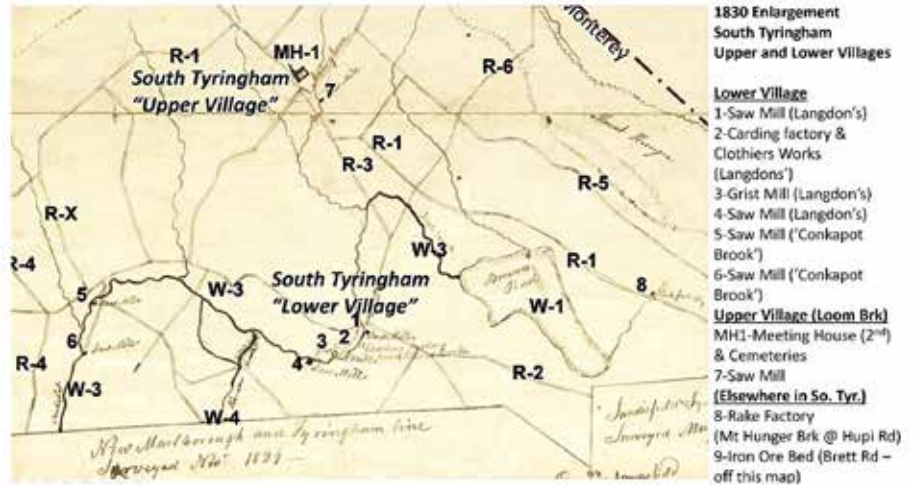 1830 Enlargement
South Tyringham
Upper and Lower Villages
Lower Village
1-Saw Mill (Langdon's)
2-Carding factory &
Clothiers Works
(Langdons')
3-Grist Mill (Langdon's)
4-Saw Mill (Langdon's)
5-Saw Mill ('Conkapot
Brook')
6-Saw Mill ('Conkapot
Brook')
Upper Village (Loom Brk)
MH1-Meeting House (2nd)
& Cemeteries
7-Saw Mill
(Elsewhere in So. Tyr.)
8-Rake Factory
(Mt Hunger Brk @ Hupi Rd)
9-Iron Ore Bed (Brett Rd –
off this map)
Monterey
R-1
MH-1
R-6
South Tyringham
"Upper Village"
7
R-1
R-3
R-5
R-X
W-3
R-4
R-1
5
W-3
South Tyringham
"Lower Village"
W-1
8
1
6
3
2
4
R-4
R-2
W-3
W-4
New Marlborough and Tyringham line
Surveyed Nov
Surveyed